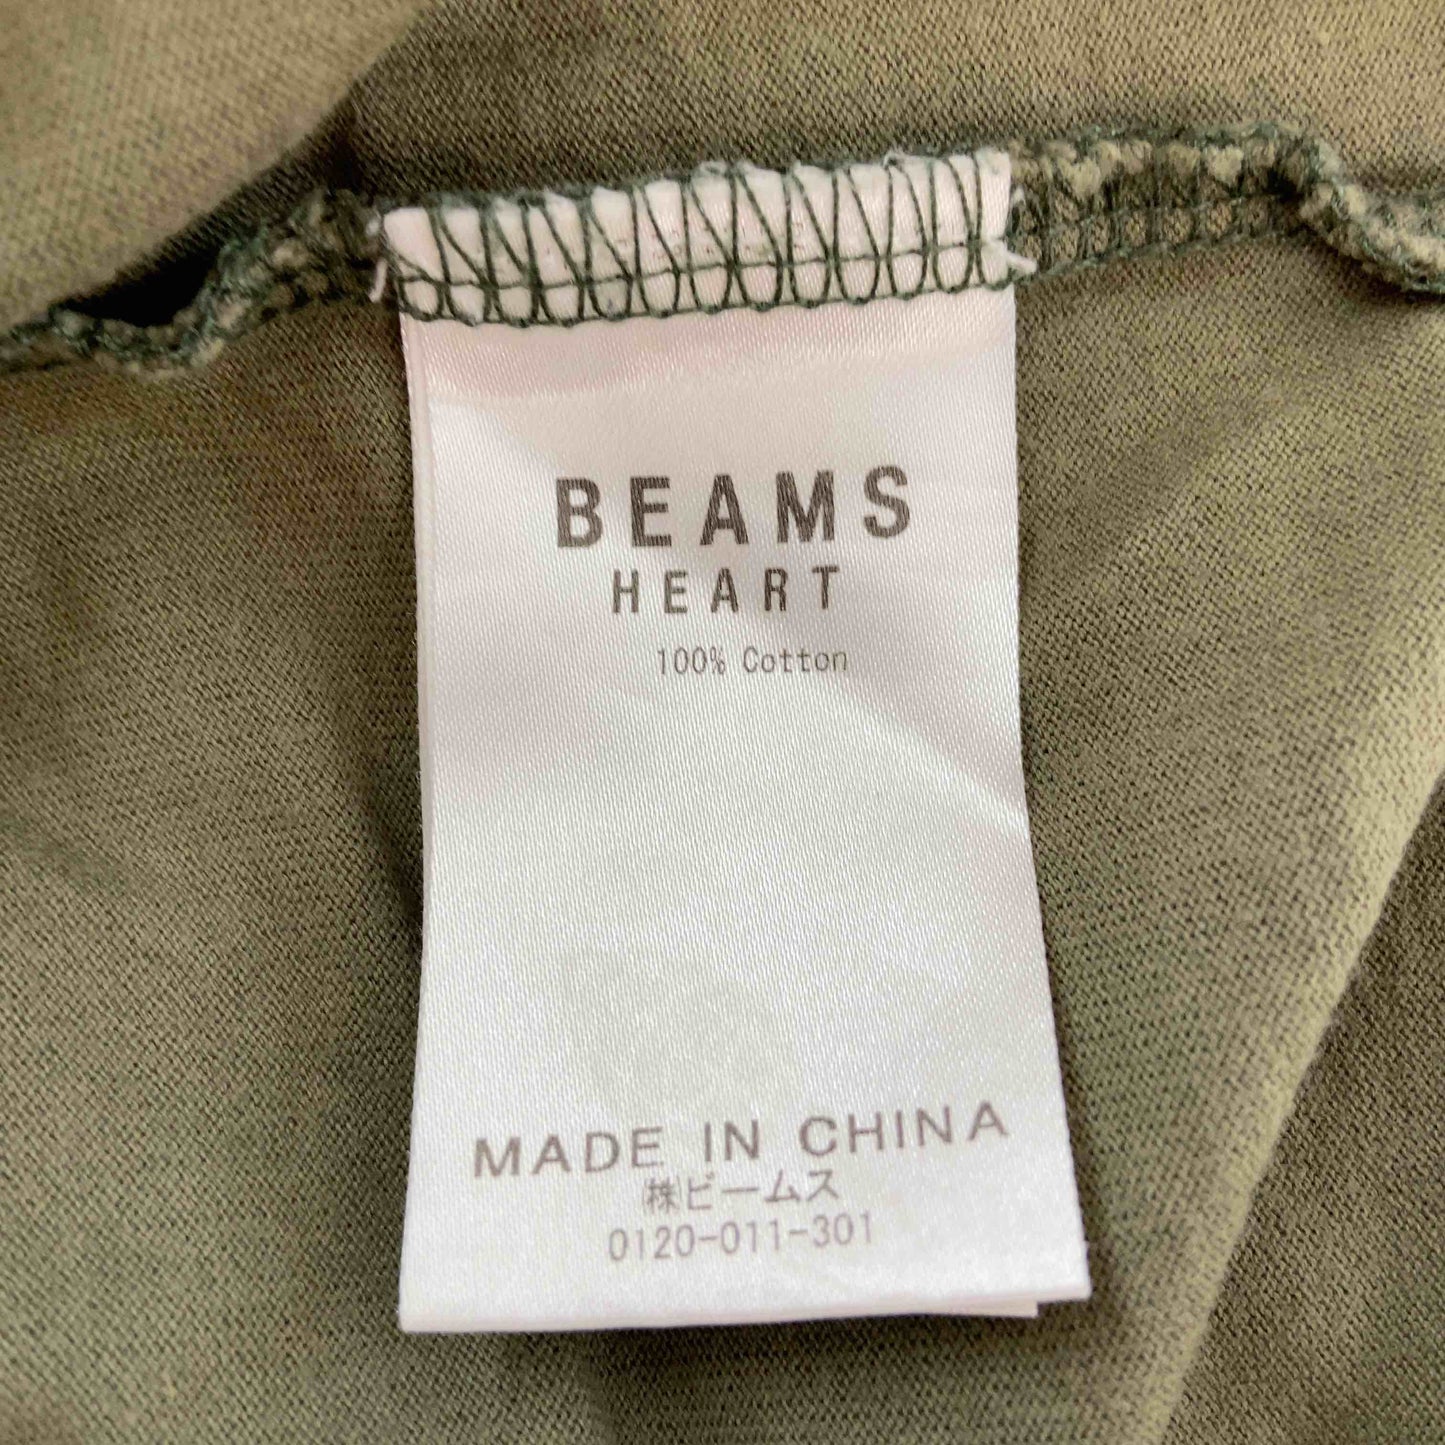 BEAMS
HEART
100% Cotton
MADE IN CHINA
㈱ビームス
0120-011-301